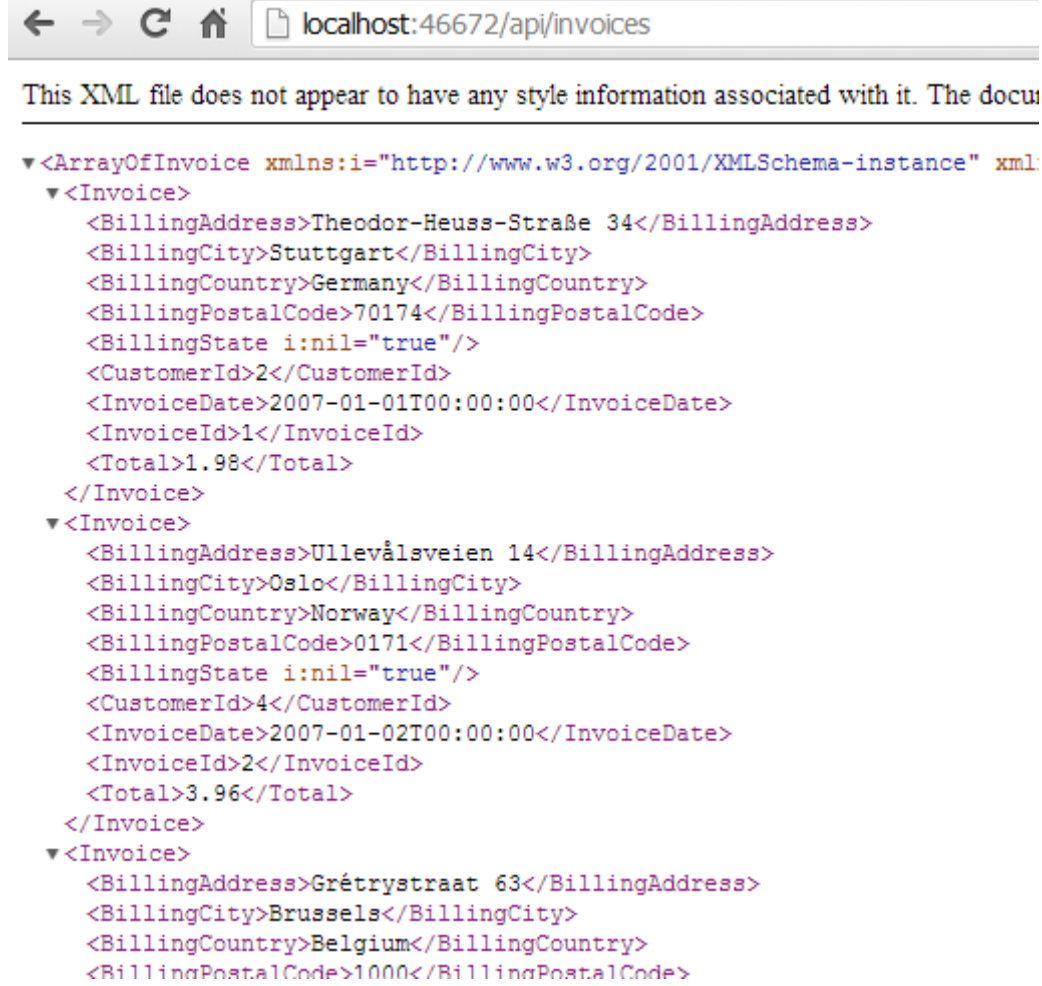 localhost:46672/api/invoices
This XML file does not appear to have any style information associated with it. The
▼<ArrayOfInvoice xmlns:i="http://www.w3.org/2001/XMLSchema-instance"
▼<Invoice>
<BillingAddress>Theodor-Heuss-Straße 34</BillingAddress>
<BillingCity>Stuttgart</BillingCity>
<BillingCountry>Germany</BillingCountry>
<BillingPostalCode>70174</BillingPostalCode>
<BillingState i:nil="true"/>
<CustomerId>2</CustomerId>
<InvoiceDate>2007-01-01T00:00:00</InvoiceDate>
<InvoiceId>1</InvoiceId>
<Total>1.98</Total>
</Invoice>
▼<Invoice>
<BillingAddress>Ullevålsveien 14</BillingAddress>
<BillingCity>Oslo</BillingCity>
<BillingCountry>Norway</BillingCountry>
<BillingPostalCode>0171</BillingPostalCode>
<BillingState i:nil="true"/>
<CustomerId>4</CustomerId>
<InvoiceDate>2007-01-02T00:00:00</InvoiceDate>
<InvoiceId>2</InvoiceId>
<Total>3.96</Total>
</Invoice>
▼<Invoice>
<BillingAddress>Grétrystraat 63</BillingAddress>
<BillingCity>Brussels</BillingCity>
<BillingCountry>Belgium</BillingCountry>
<BillingPostalCode>1000</BillingPostalCode>